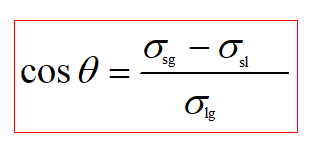 cos θ = (σ_sg − σ_sl) / σ_lg